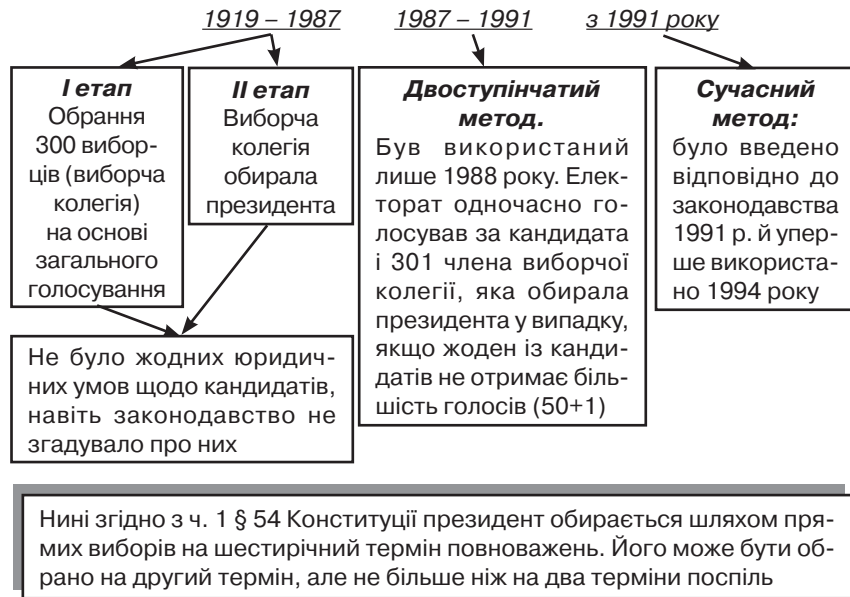 1919 – 1987 1987 – 1991 з 1991 року
І етап
Обрання
300 вибор-
ців (виборча
колегія)
на основі
загального
голосування
ІІ етап
Виборча
колегія
обирала
президента
Двоступінчатий
метод.
Був використаний
лише 1988 року. Елек-
торат одночасно го-
лосував за кандидата
і 301 члена виборчої
колегії, яка обирала
президента у випадку,
якщо жоден із канди-
датів не отримає біль-
шість голосів (50+1)
Сучасний
метод:
було введено
відповідно до
законодавства
1991 р. й упер-
ше використа-
но 1994 року
Не було жодних юридич-
них умов щодо кандидатів,
навіть законодавство не
згадувало про них
Нині згідно з ч. 1 § 54 Конституції президент обирається шляхом пря-
мих виборів на шестирічний термін повноважень. Його може бути об-
рано на другий термін, але не більше ніж на два терміни поспіль